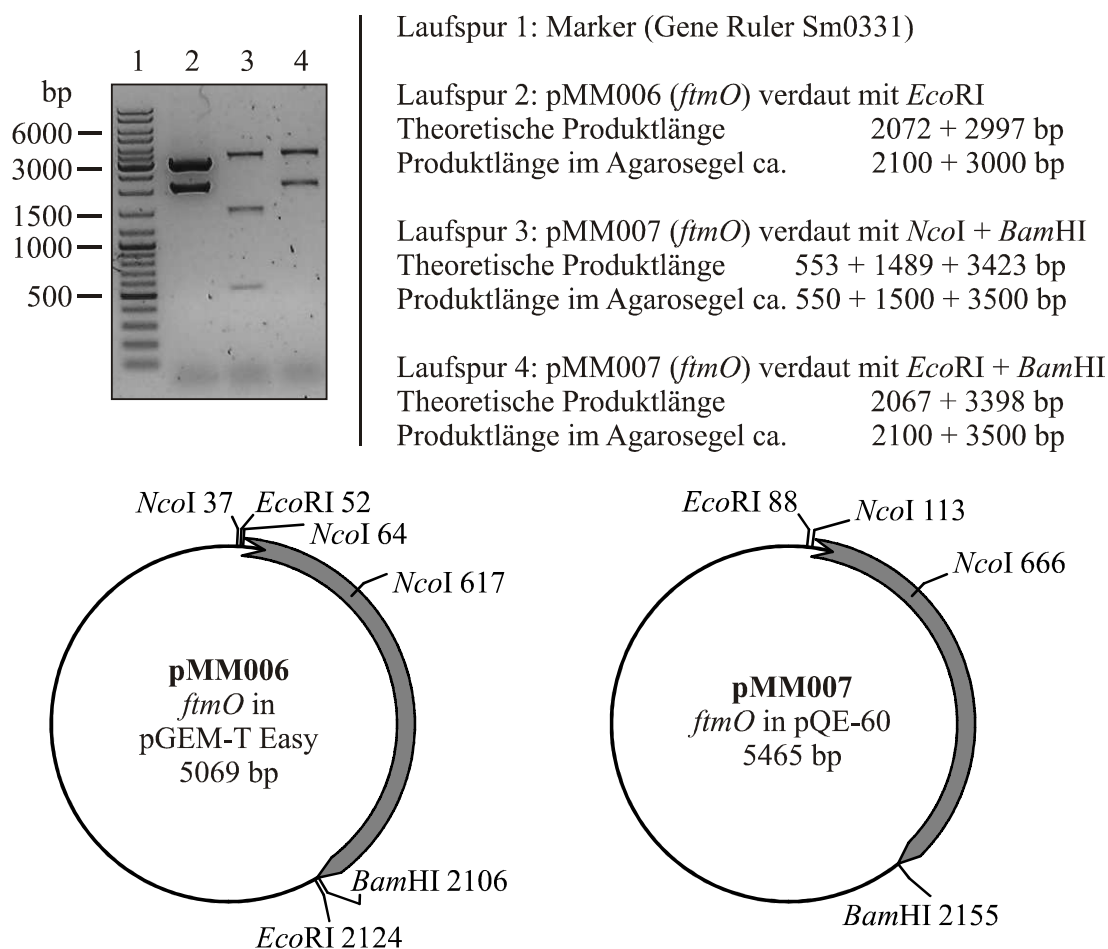 1 2 3 4
bp
6000
3000
1500
1000
500
Laufspur 1: Marker (Gene Ruler Sm0331)
Laufspur 2: pMM006 (ftmO) verdaut mit EcoRI
Theoretische Produktlänge 2072 + 2997 bp
Produktlänge im Agarosegel ca. 2100 + 3000 bp
Laufspur 3: pMM007 (ftmO) verdaut mit NcoI + BamHI
Theoretische Produktlänge 553 + 1489 + 3423 bp
Produktlänge im Agarosegel ca. 550 + 1500 + 3500 bp
Laufspur 4: pMM007 (ftmO) verdaut mit EcoRI + BamHI
Theoretische Produktlänge 2067 + 3398 bp
Produktlänge im Agarosegel ca. 2100 + 3500 bp
NcoI 37
EcoRI 52
NcoI 64
NcoI 617
pMM006
ftmO in
pGEM-T Easy
5069 bp
BamHI 2106
EcoRI 2124
EcoRI 88
NcoI 113
NcoI 666
pMM007
ftmO in pQE-60
5465 bp
BamHI 2155